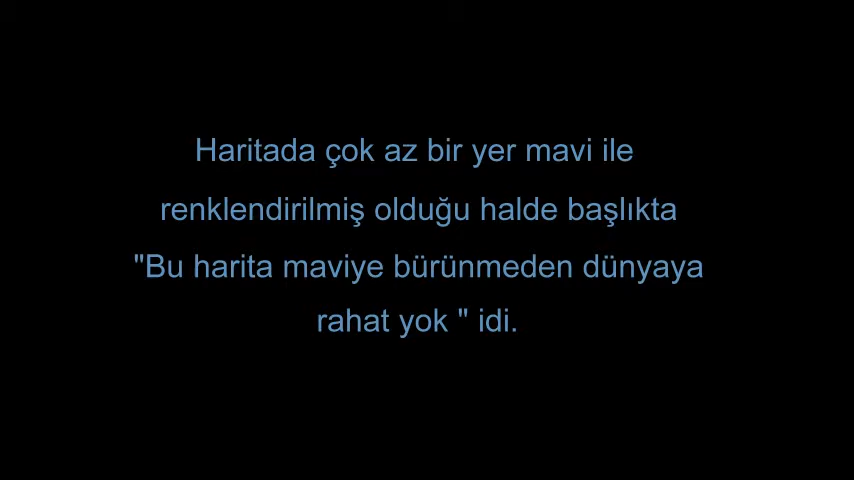 Haritada çok az bir yer mavi ile
renklendirilmiş olduğu halde başlıkta
"Bu harita maviye bürünmeden dünyaya
rahat yok " idi.